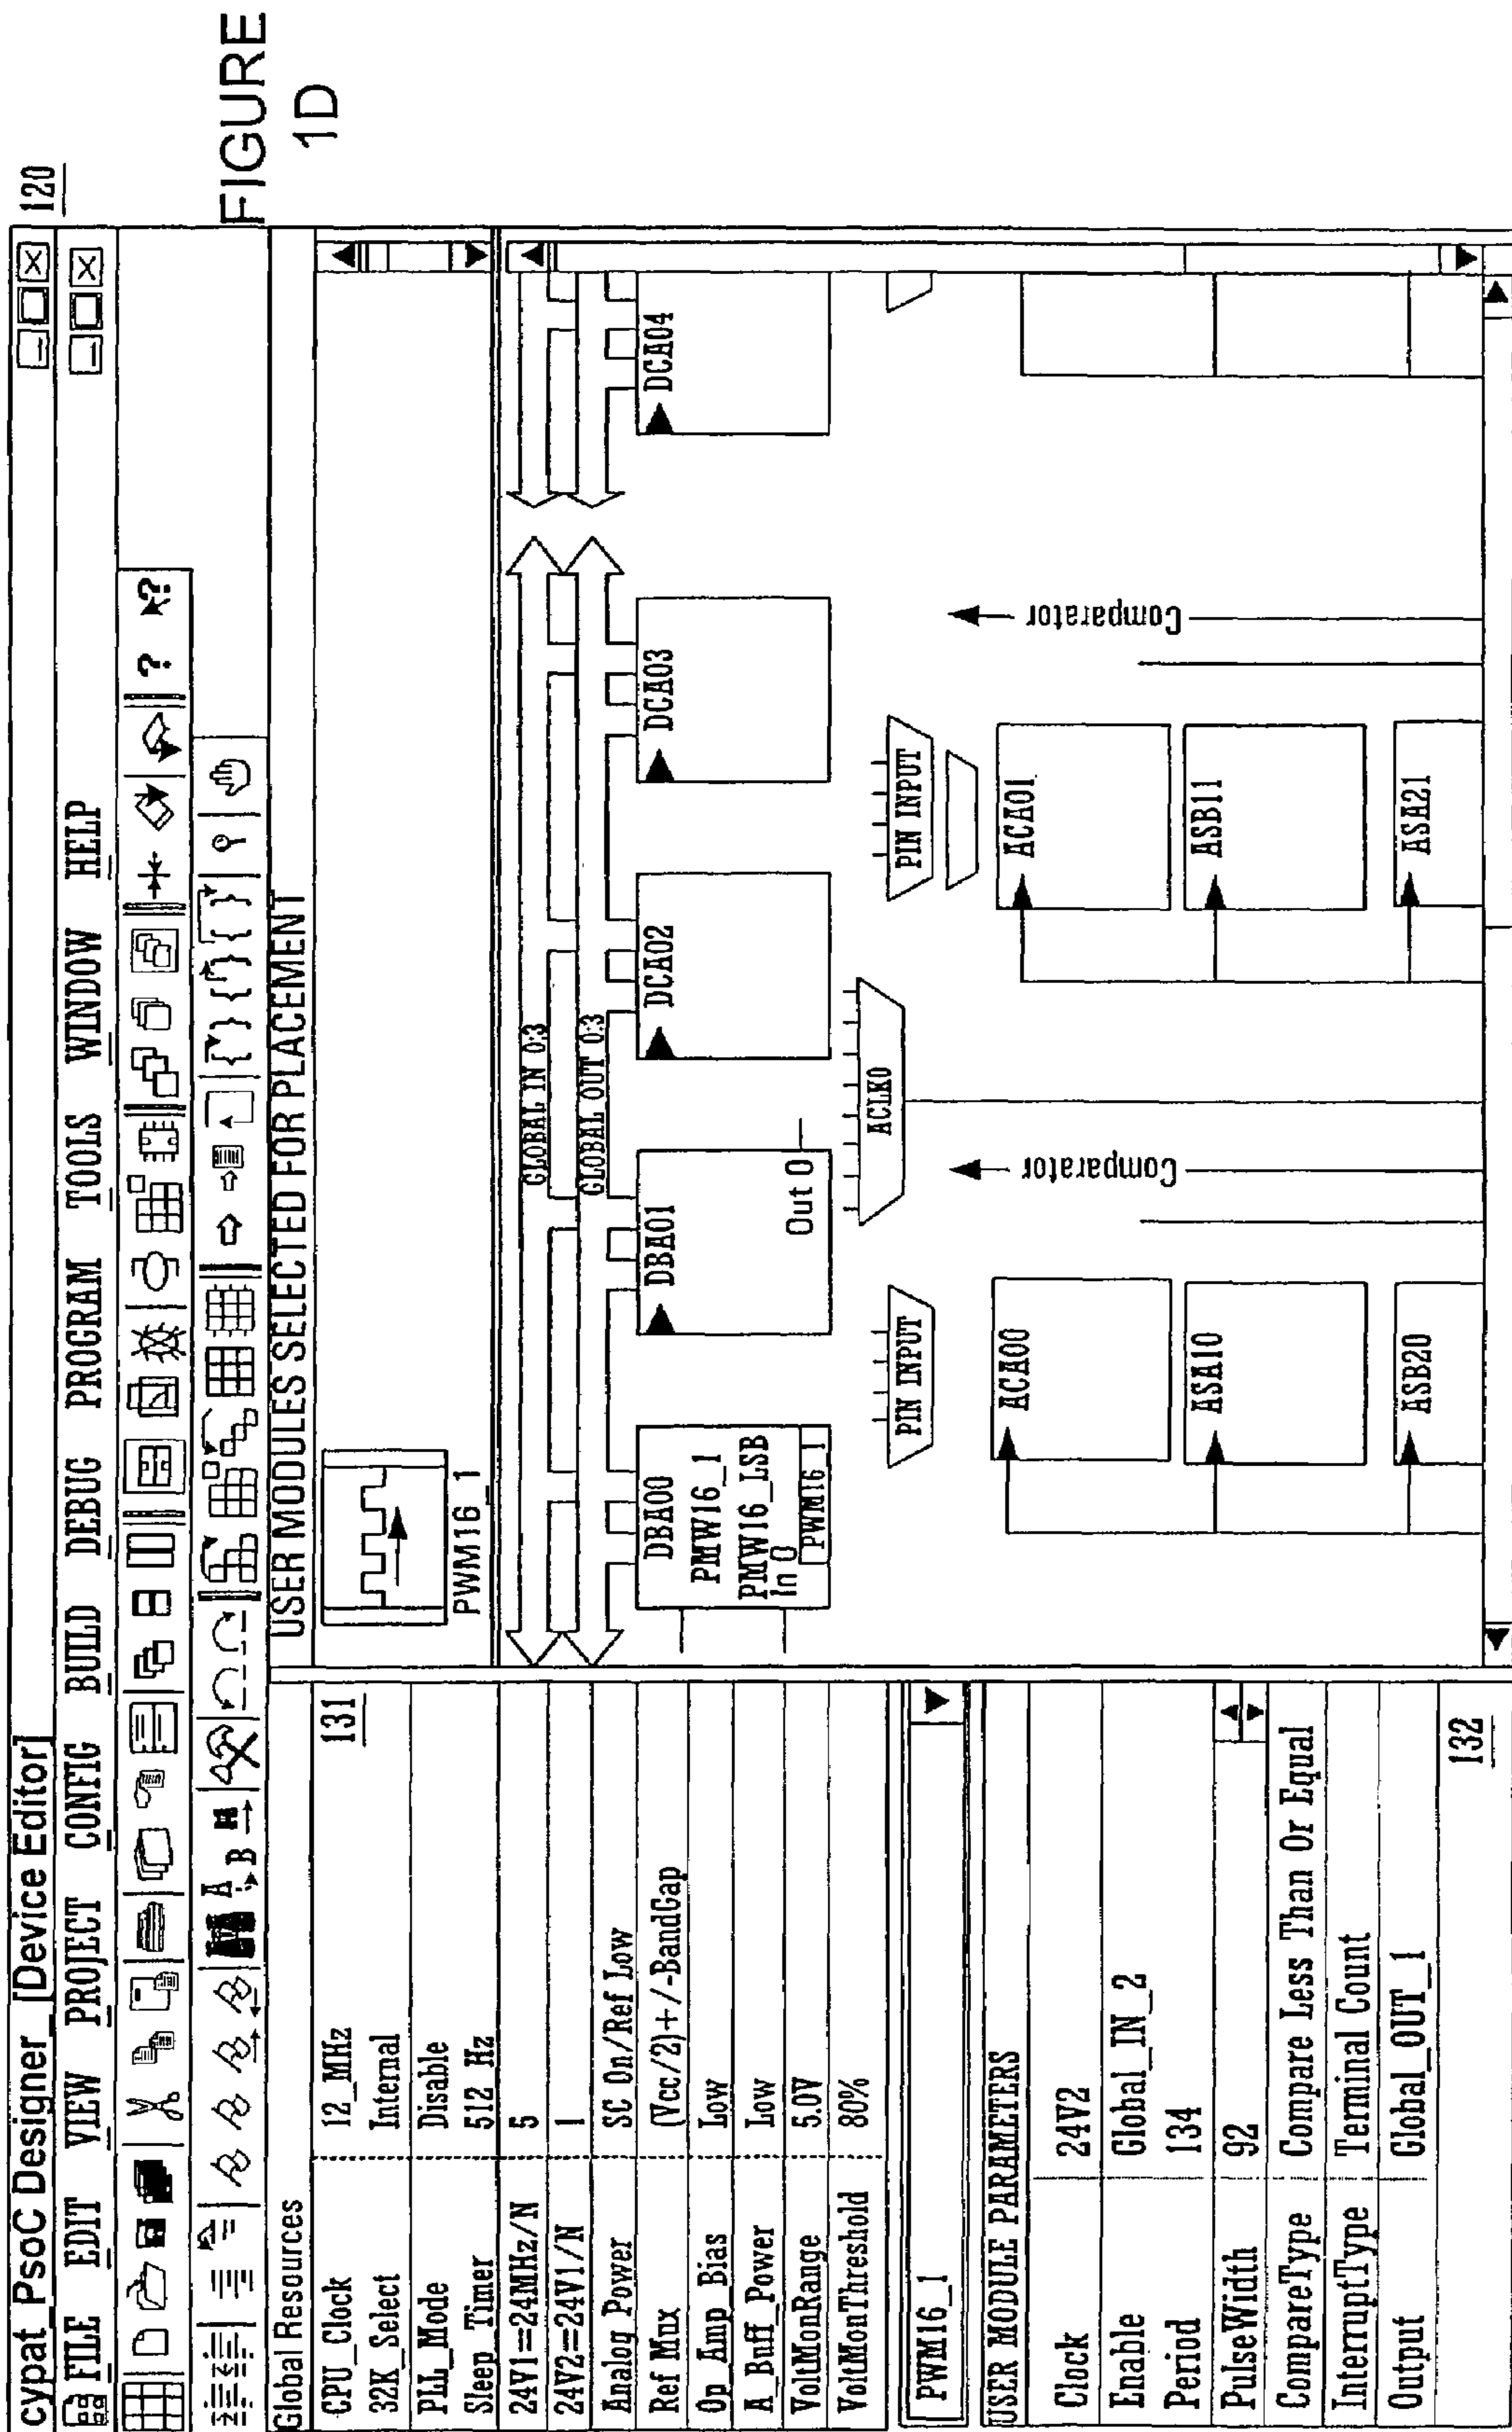 cypat_PsoC Designer_[Device Editor]
120
FILE EDIT VIEW PROJECT CONFIG BUILD DEBUG PROGRAM TOOLS WINDOW HELP
? ?
A B
FIGURE
1D
Global Resources
131
CPU_Clock 12_MHz
32K_Select Internal
PLL_Mode Disable
Sleep_Timer 512_Hz
24V1=24MHz/N 5
24V2=24V1/N 1
Analog Power SC On/Ref Low
Ref Mux (Vcc/2)+/-BandGap
Op_Amp_Bias Low
A_Buff_Power Low
VoltMonRange 5.0V
VoltMonThreshold 80%
PWM16_1
USER MODULE PARAMETERS
Clock 24V2
Enable Global_IN_2
Period 134
PulseWidth 92
CompareType Compare Less Than Or Equal
InterruptType Terminal Count
Output Global_OUT_1
132
USER MODULES SELECTED FOR PLACEMENT
PWM16_1
GLOBAL IN 0:3
GLOBAL OUT 0:3
DBA00
PMW16_1
PMW16_LSB
in 0
PWM16_1
DBA01
Out 0
DCA02
DCA03
DCA04
PIN INPUT
ACLK0
PIN INPUT
Comparator
Comparator
ACA00
ACA01
ASA10
ASB11
ASB20
ASA21